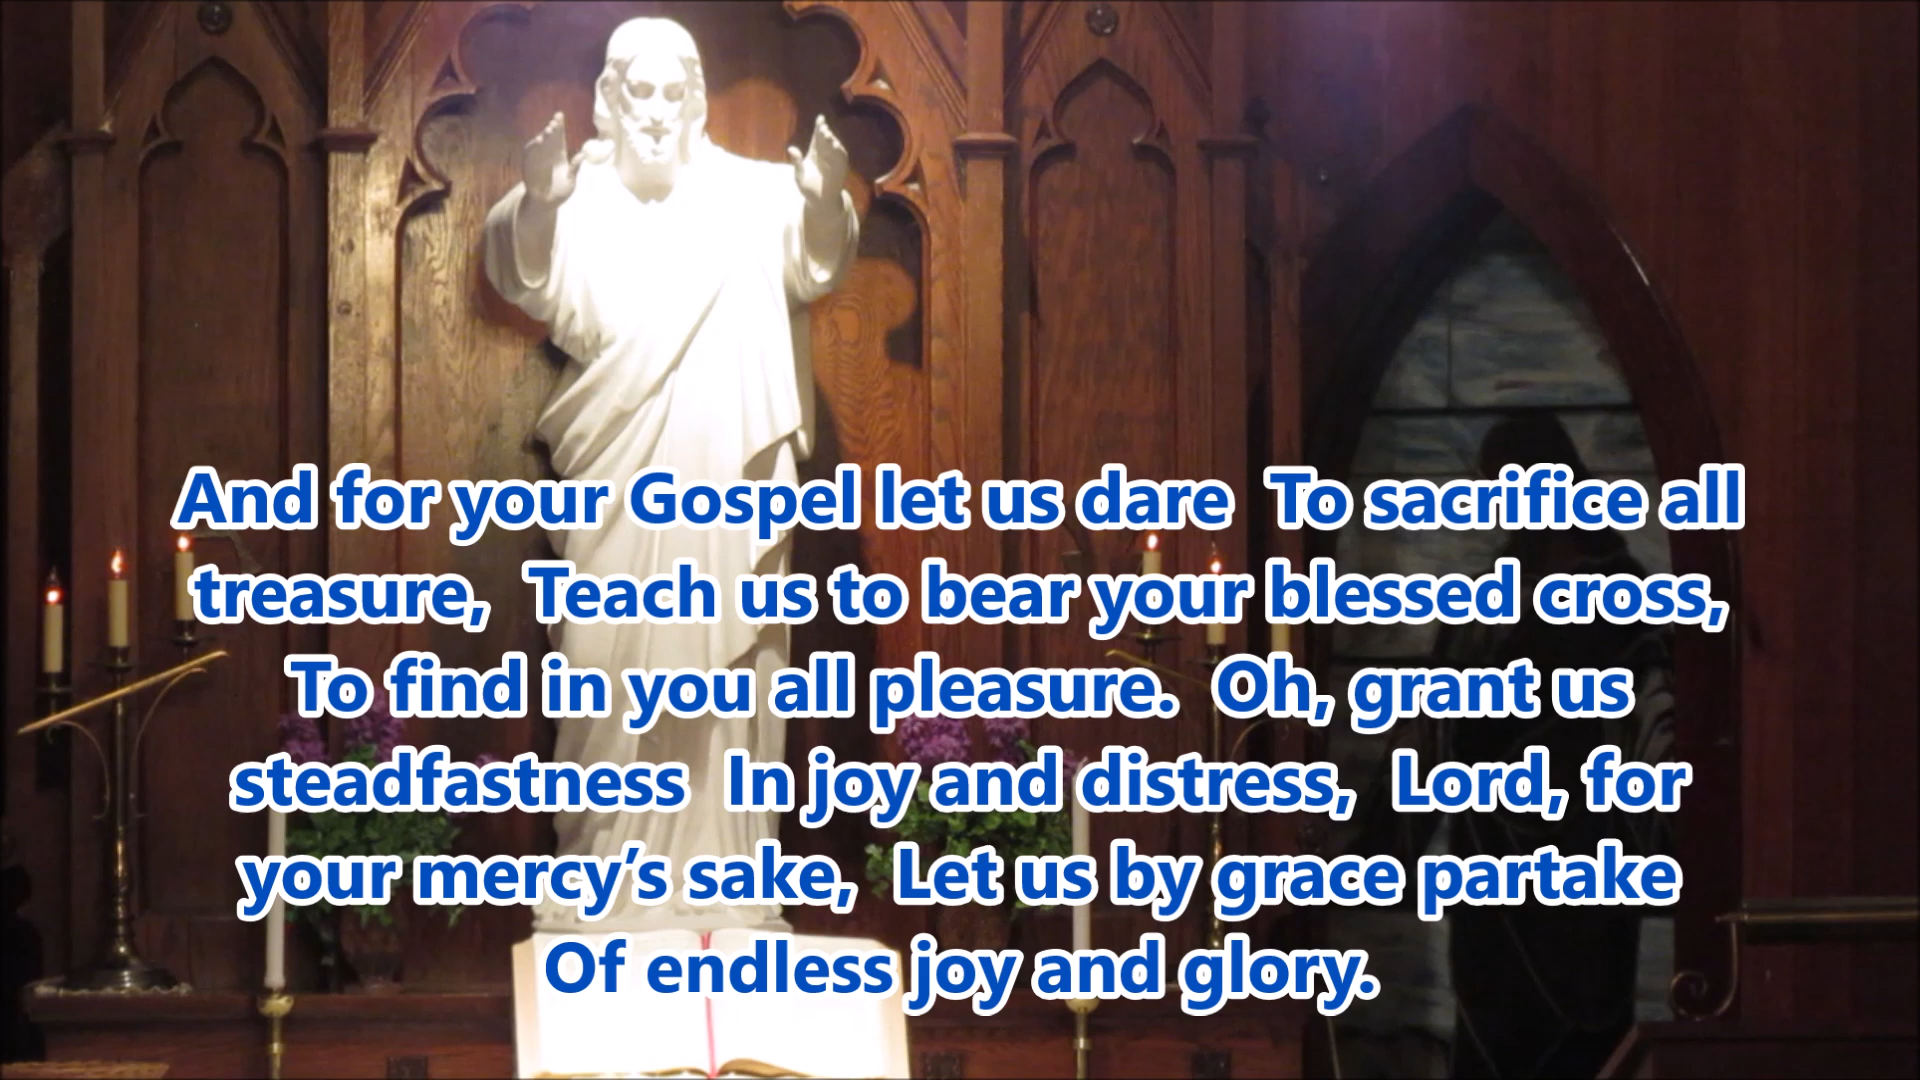 And for your Gospel let us dare  To sacrifice all
treasure,  Teach us to bear your blessed cross,
To find in you all pleasure.  Oh, grant us
steadfastness  In joy and distress,  Lord, for
your mercy’s sake,  Let us by grace partake
Of endless joy and glory.